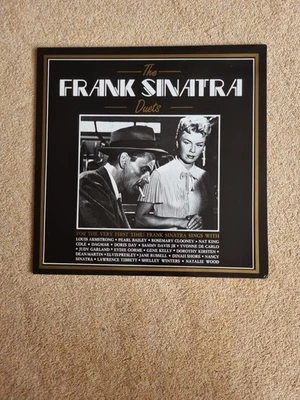 The
FRANK SINATRA
Duets
FOR THE VERY FIRST TIME! FRANK SINATRA SINGS WITH
LOUIS ARMSTRONG • PEARL BAILEY • ROSEMARY CLOONEY • NAT KING
COLE • DAGMAR • DORIS DAY • SAMMY DAVIS JR • YVONNE DE CARLO
• JUDY GARLAND • EYDIE GORME • GENE KELLY • DOROTHY KIRSTEN •
DEAN MARTIN • ELVIS PRESLEY • JANE RUSSELL • DINAH SHORE • NANCY
SINATRA • LAWRENCE TIBBETT • SHELLEY WINTERS • NATALIE WOOD